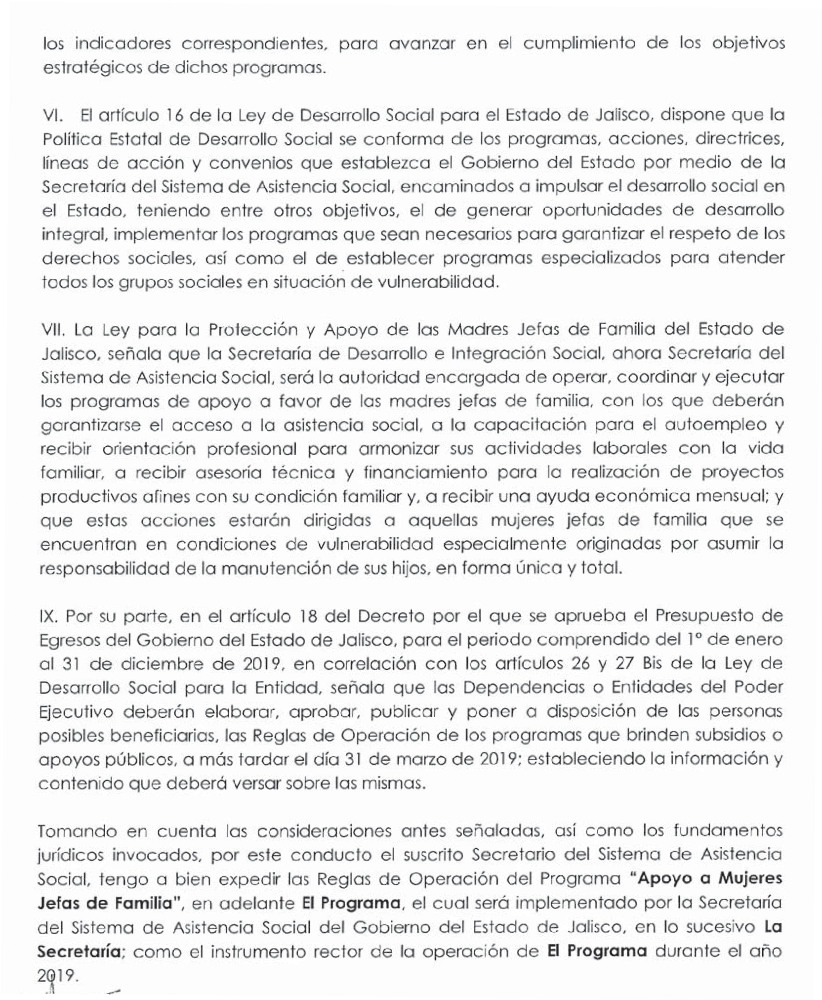 los indicadores correspondientes, para avanzar en el cumplimiento de los objetivos
estratégicos de dichos programas.
VI. El artículo 16 de la Ley de Desarrollo Social para el Estado de Jalisco, dispone que la
Política Estatal de Desarrollo Social se conforma de los programas, acciones, directrices,
líneas de acción y convenios que establezca el Gobierno del Estado por medio de la
Secretaría del Sistema de Asistencia Social, encaminados a impulsar el desarrollo social en
el Estado, teniendo entre otros objetivos, el de generar oportunidades de desarrollo
integral, implementar los programas que sean necesarios para garantizar el respeto de los
derechos sociales, así como el de establecer programas especializados para atender
todos los grupos sociales en situación de vulnerabilidad.
VII. La Ley para la Protección y Apoyo de las Madres Jefas de Familia del Estado de
Jalisco, señala que la Secretaría de Desarrollo e Integración Social, ahora Secretaría del
Sistema de Asistencia Social, será la autoridad encargada de operar, coordinar y ejecutar
los programas de apoyo a favor de las madres jefas de familia, con los que deberán
garantizarse el acceso a la asistencia social, a la capacitación para el autoempleo y
recibir orientación profesional para armonizar sus actividades laborales con la vida
familiar, a recibir asesoría técnica y financiamiento para la realización de proyectos
productivos afines con su condición familiar y, a recibir una ayuda económica mensual; y
que estas acciones estarán dirigidas a aquellas mujeres jefas de familia que se
encuentran en condiciones de vulnerabilidad especialmente originadas por asumir la
responsabilidad de la manutención de sus hijos, en forma única y total.
IX. Por su parte, en el artículo 18 del Decreto por el que se aprueba el Presupuesto de
Egresos del Gobierno del Estado de Jalisco, para el periodo comprendido del 1º de enero
al 31 de diciembre de 2019, en correlación con los artículos 26 y 27 Bis de la Ley de
Desarrollo Social para la Entidad, señala que las Dependencias o Entidades del Poder
Ejecutivo deberán elaborar, aprobar, publicar y poner a disposición de las personas
posibles beneficiarias, las Reglas de Operación de los programas que brinden subsidios o
apoyos públicos, a más tardar el día 31 de marzo de 2019; estableciendo la información y
contenido que deberá versar sobre las mismas.
Tomando en cuenta las consideraciones antes señaladas, así como los fundamentos
jurídicos invocados, por este conducto el suscrito Secretario del Sistema de Asistencia
Social, tengo a bien expedir las Reglas de Operación del Programa "Apoyo a Mujeres
Jefas de Familia", en adelante El Programa, el cual será implementado por la Secretaría
del Sistema de Asistencia Social del Gobierno del Estado de Jalisco, en lo sucesivo La
Secretaría; como el instrumento rector de la operación de El Programa durante el año
2019.